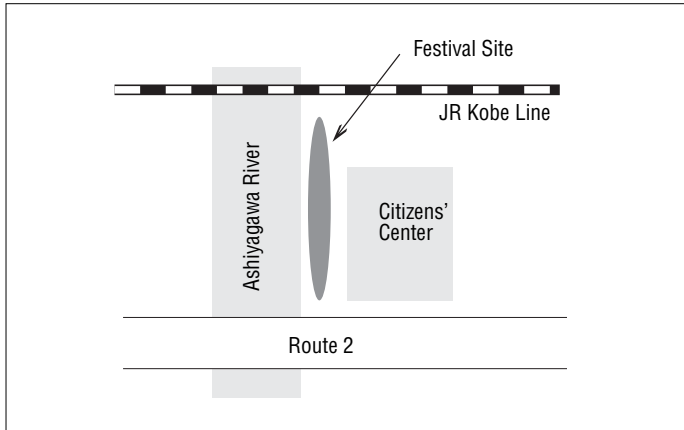 Festival Site
JR Kobe Line
Ashiyagawa River
Citizens’
Center
Route 2